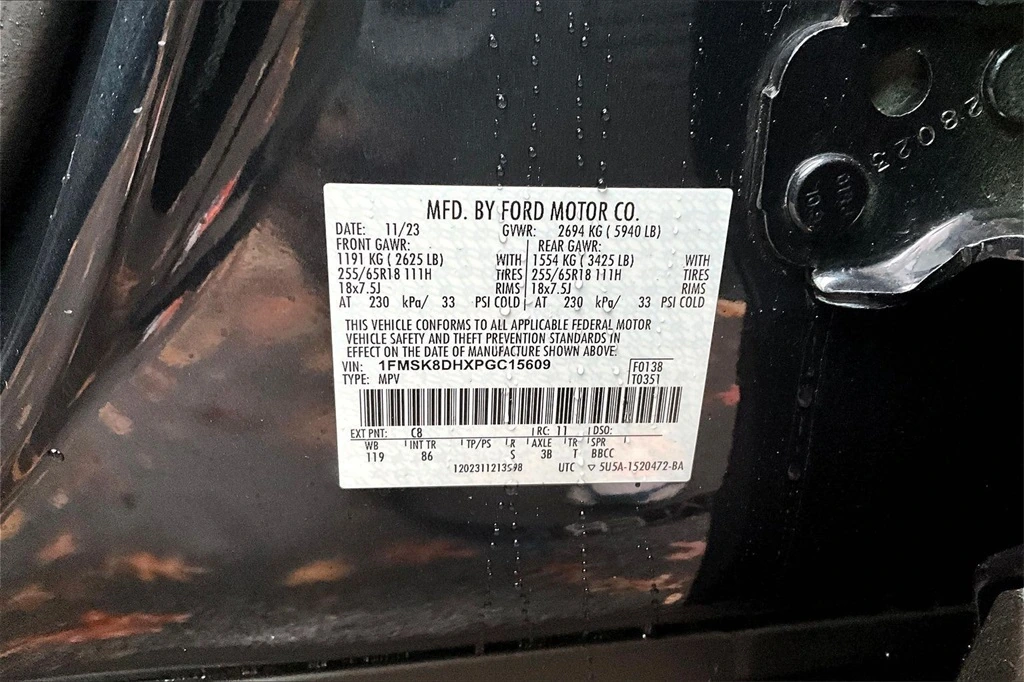 MFD. BY FORD MOTOR CO.
DATE: 11/23 GVWR: 2694 KG ( 5940 LB)
FRONT GAWR: REAR GAWR:
1191 KG ( 2625 LB) WITH 1554 KG ( 3425 LB) WITH
255/65R18 111H TIRES 255/65R18 111H TIRES
18x7.5J RIMS 18x7.5J RIMS
AT 230 kPa/ 33 PSI COLD AT 230 kPa/ 33 PSI COLD
THIS VEHICLE CONFORMS TO ALL APPLICABLE FEDERAL MOTOR
VEHICLE SAFETY AND THEFT PREVENTION STANDARDS IN
EFFECT ON THE DATE OF MANUFACTURE SHOWN ABOVE.
VIN: 1FMSK8DHXPGC15609 F0138
TYPE: MPV T0351
EXT PNT: C8 RC: 11 DSO:
WB INT TR TP/PS R AXLE TR SPR
119 86 S 3B T BBCC
UTC ▽ 5U5A-1520472-BA
28023